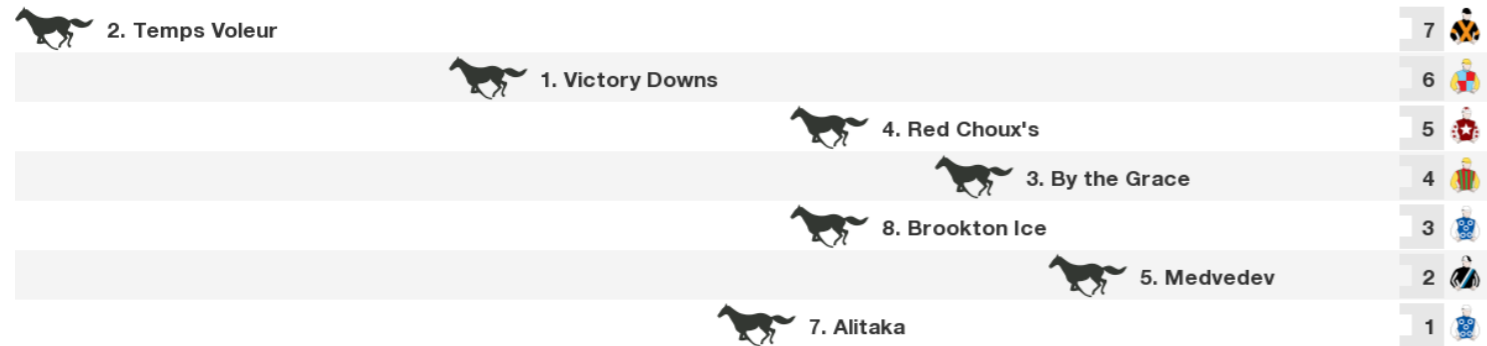 2. Temps Voleur 7
1. Victory Downs 6
4. Red Choux's 5
3. By the Grace 4
8. Brookton Ice 3
5. Medvedev 2
7. Alitaka 1